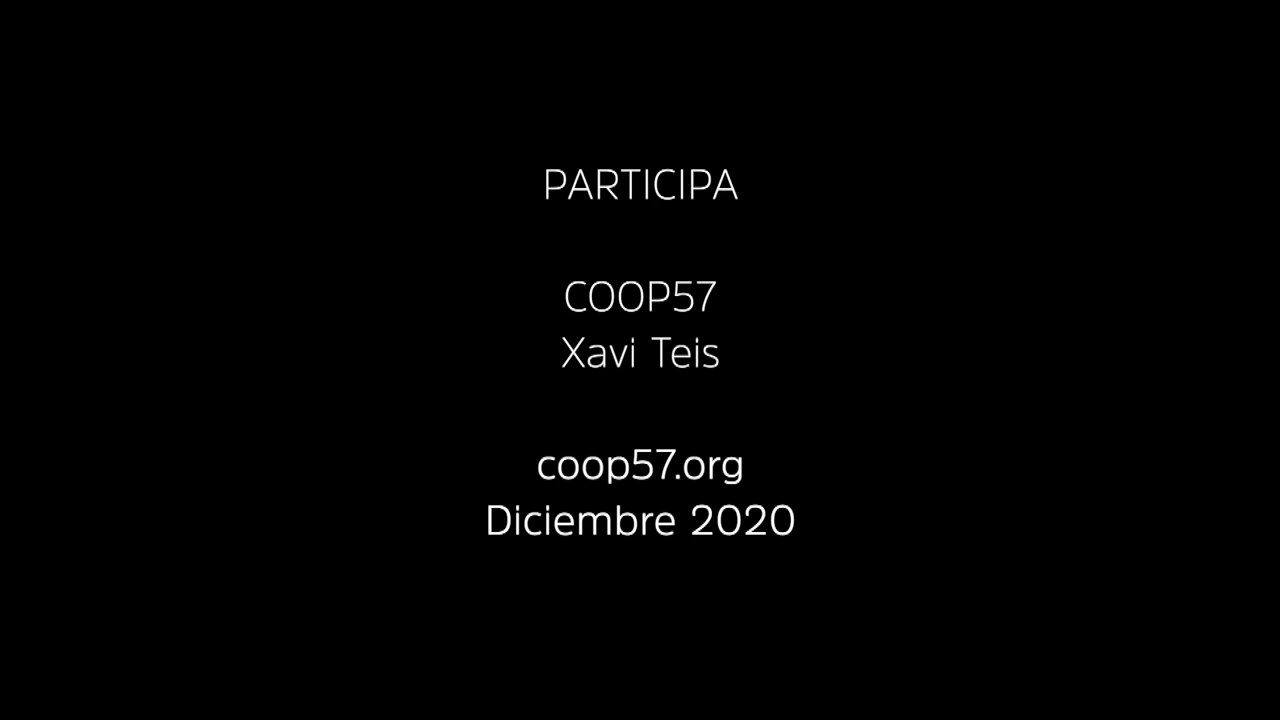 PARTICIPA
COOP57
Xavi Teis
coop57.org
Diciembre 2020